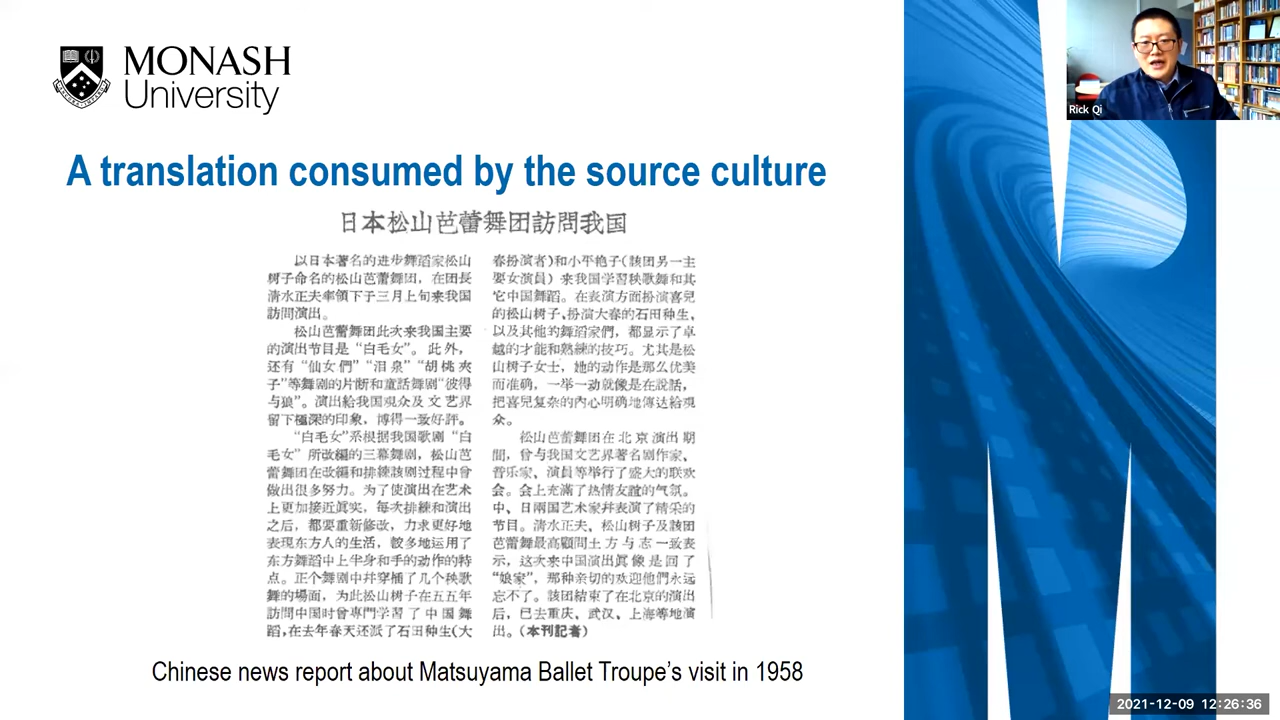 MONASH
University
Rick Qi
A translation consumed by the source culture
日本松山芭蕾舞团訪問我国
以日本著名的进步舞蹈家松山
树子命名的松山芭蕾舞团，在团長
清水正夫率領下于三月上旬来我国
訪問演出。
松山芭蕾舞团此次来我国主要
的演出节目是“白毛女”。此外，
还有“仙女們”“泪泉”“胡桃夾
子”等舞剧的片断和童話舞剧“彼得
与狼”。演出給我国观众及文艺界
留下極深的印象，博得一致好評。
“白毛女”系根据我国歌剧“白
毛女”所改編的三幕舞剧，松山芭
蕾舞团在改編和排練該剧过程中曾
做出很多努力。为了使演出在艺术
上更加接近眞实，每次排練和演出
之后，都要重新修改，力求更好地
表現东方人的生活，較多地运用了
东方舞蹈中上半身和手的动作的特
点。正个舞剧中幷穿插了几个秧歌
舞的場面，为此松山树子在五五年
訪問中国时曾專門学習了中国舞
蹈，在去年春天还派了石田种生（大
春扮演者）和小平艳子（該团另一主
要女演員）来我国学習秧歌舞和其
它中国舞蹈。在表演方面扮演喜兒
的松山树子、扮演大春的石田种生，
以及其他的舞蹈家們，都显示了卓
越的才能和熟練的技巧。尤其是松
山树子女士，她的动作是那么优美
而准确，一举一动就像是在說話，
把喜兒复杂的內心明确地傳达給观
众。
松山芭蕾舞团在北京演出期
間，曾与我国文艺界著名剧作家、
音乐家、演員等举行了盛大的联欢
会。会上充滿了热情友誼的气氛。
中、日兩国艺术家幷表演了精采的
节目。清水正夫、松山树子及該团
芭蕾舞最高顧問土方与志一致表
示，这次来中国演出眞像是回了
“娘家”，那种亲切的欢迎他們永远
忘不了。該团結束了在北京的演出
后，已去重庆、武汉、上海等地演
出。（本刊記者）
Chinese news report about Matsuyama Ballet Troupe’s visit in 1958
2021-12-09 12:26:36